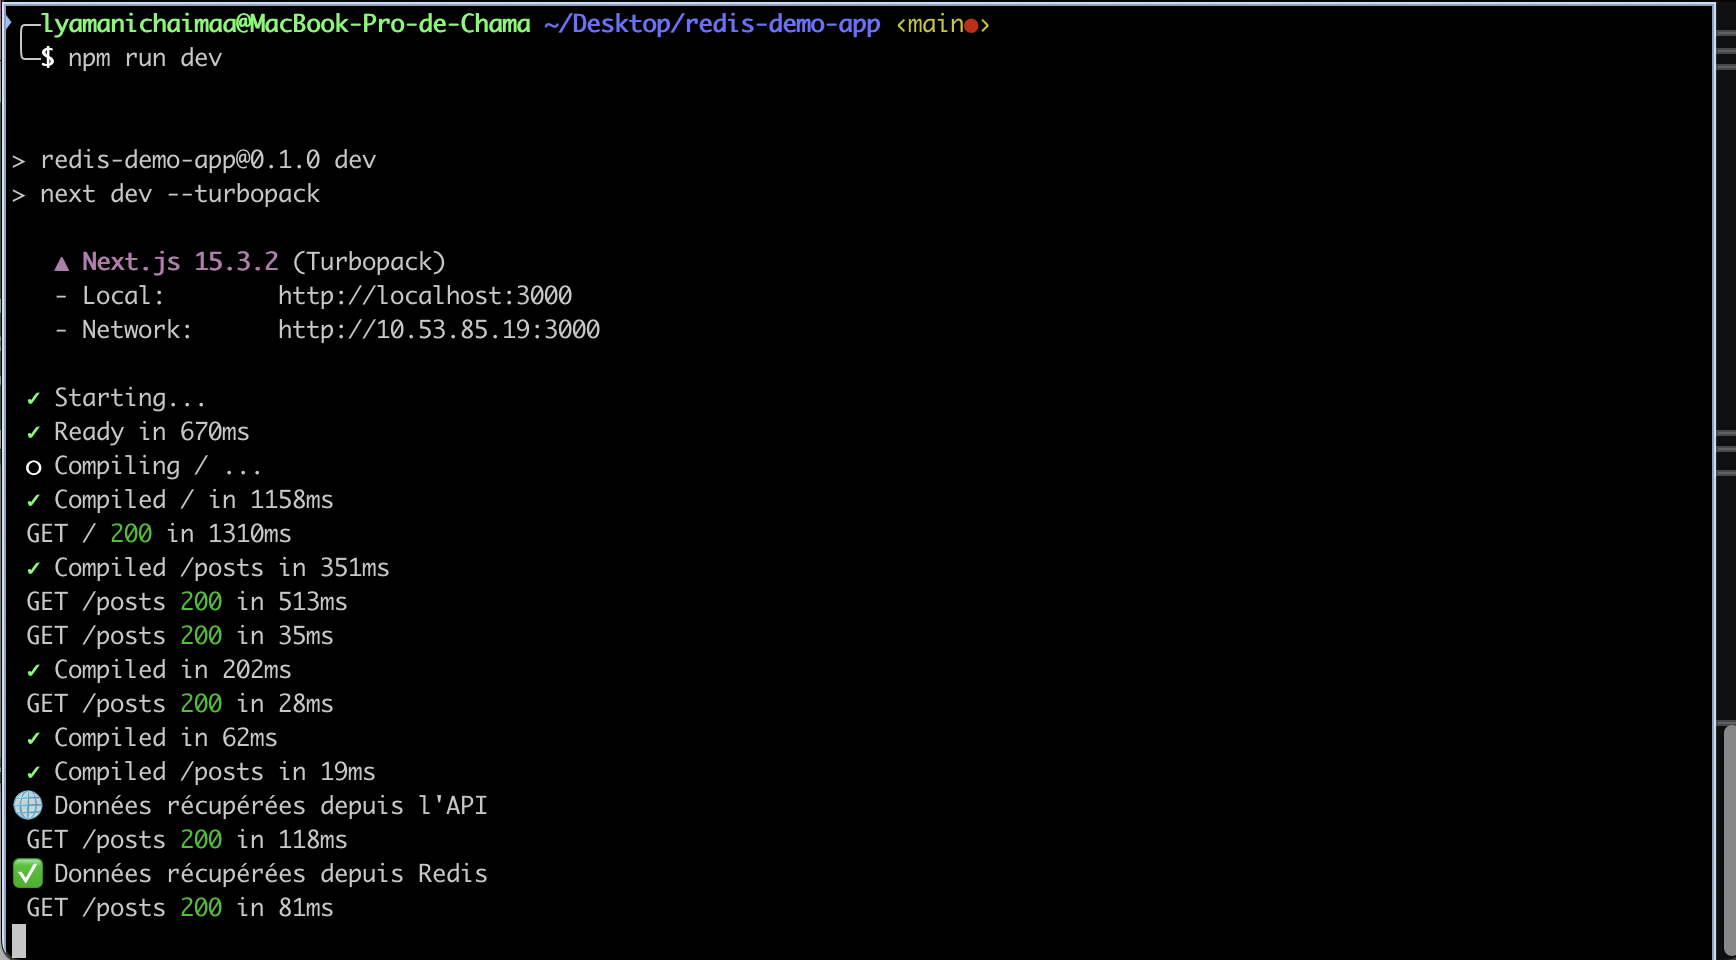 lyamanichaimaa@MacBook-Pro-de-Chama ~/Desktop/redis-demo-app ‹main●›
$ npm run dev
> redis-demo-app@0.1.0 dev
> next dev --turbopack
▲ Next.js 15.3.2 (Turbopack)
- Local:        http://localhost:3000
- Network:      http://10.53.85.19:3000
✓ Starting...
✓ Ready in 670ms
○ Compiling / ...
✓ Compiled / in 1158ms
GET / 200 in 1310ms
✓ Compiled /posts in 351ms
GET /posts 200 in 513ms
GET /posts 200 in 35ms
✓ Compiled in 202ms
GET /posts 200 in 28ms
✓ Compiled in 62ms
✓ Compiled /posts in 19ms
🌐 Données récupérées depuis l'API
GET /posts 200 in 118ms
✅ Données récupérées depuis Redis
GET /posts 200 in 81ms